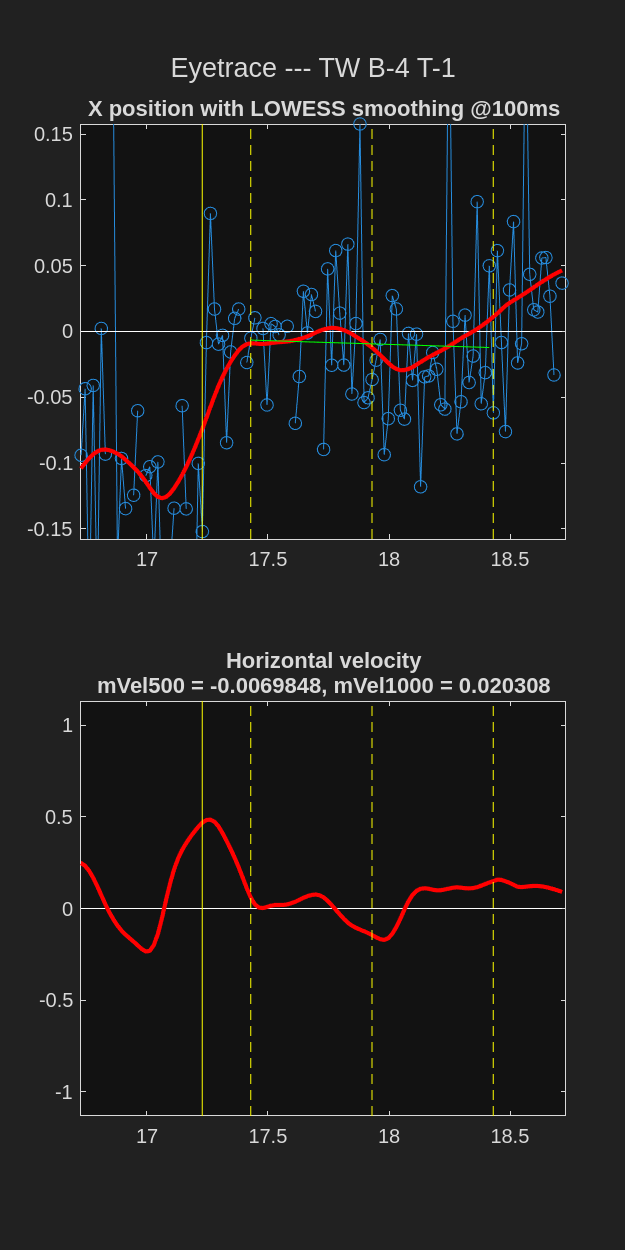 Eyetrace --- TW B-4 T-1
X position with LOWESS smoothing @100ms
0.15
0.1
0.05
0
-0.05
-0.1
-0.15
17 17.5 18 18.5
Horizontal velocity
mVel500 = -0.0069848, mVel1000 = 0.020308
1
0.5
0
-0.5
-1
17 17.5 18 18.5